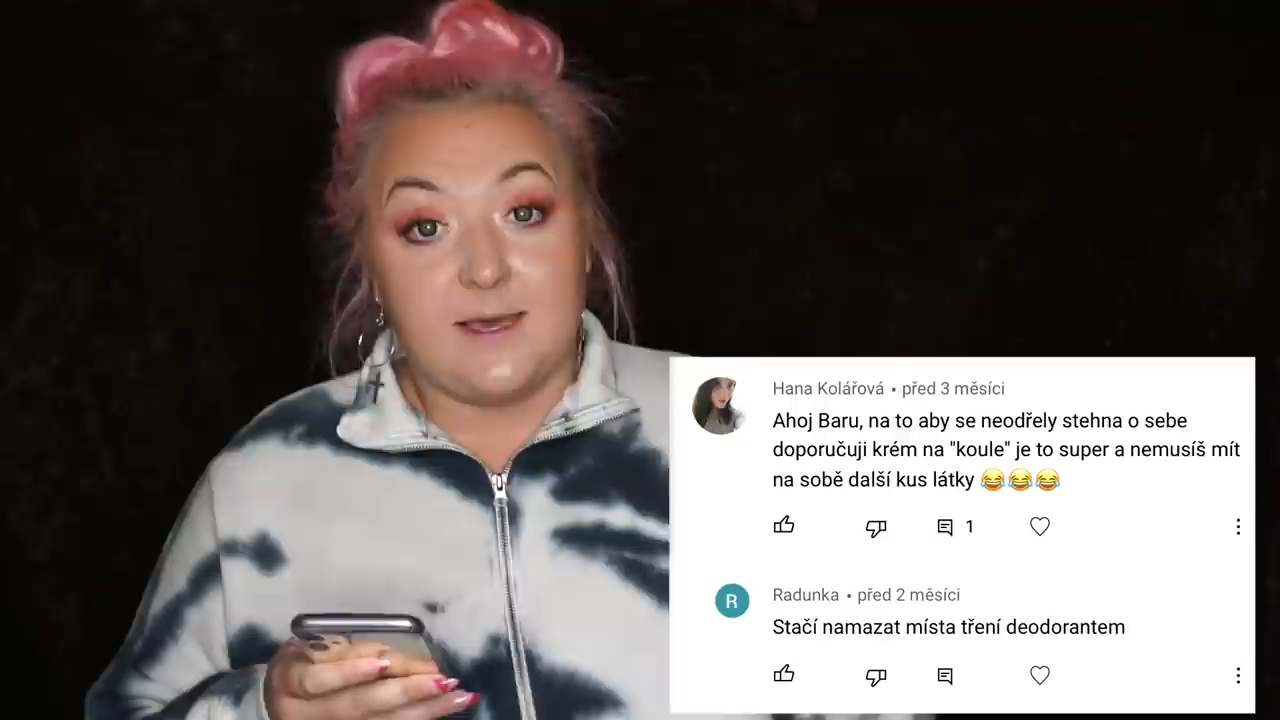 Hana Kolářová • před 3 měsíci
Ahoj Baru, na to aby se neodřely stehna o sebe
doporučuji krém na "koule" je to super a nemusíš mít
na sobě další kus látky 😂😂😂
1
R
Radunka • před 2 měsíci
Stačí namazat místa tření deodorantem